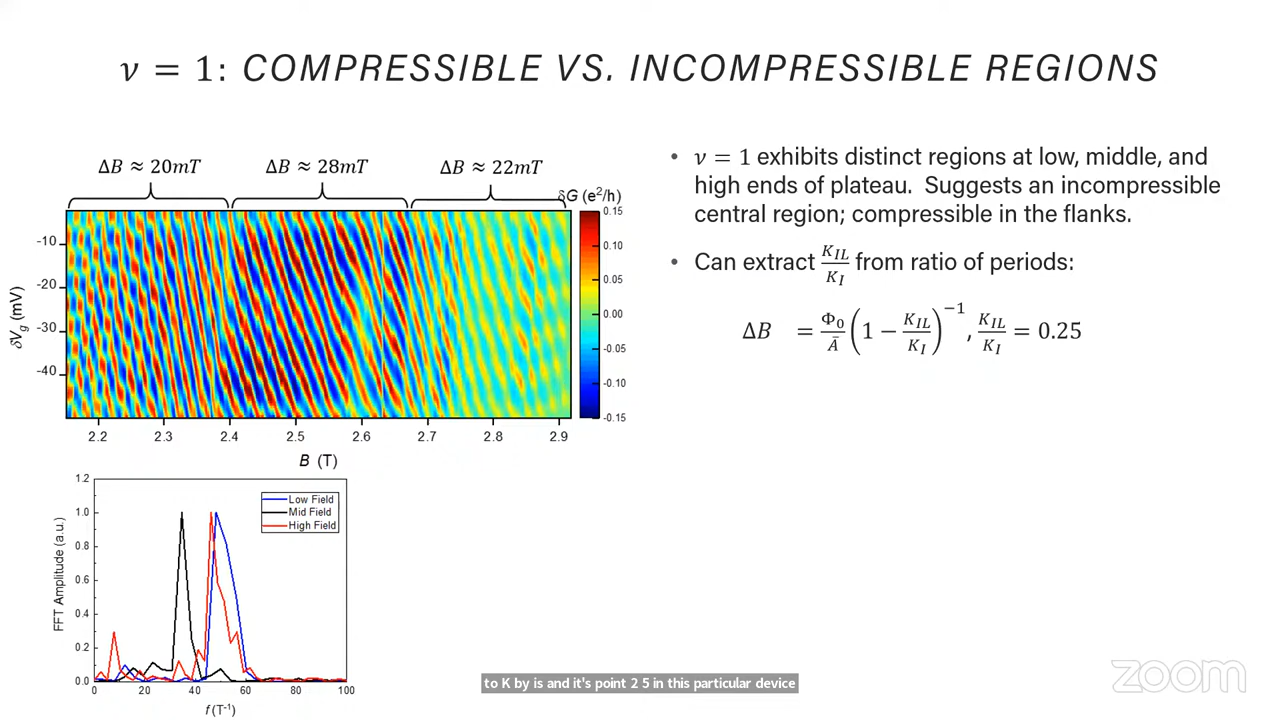 ν = 1: COMPRESSIBLE VS. INCOMPRESSIBLE REGIONS
ΔB ≈ 20mT
ΔB ≈ 28mT
ΔB ≈ 22mT
δG (e²/h)
0.15
0.10
0.05
0.00
-0.05
-0.10
-0.15
δV_g (mV)
-10
-20
-30
-40
2.2 2.3 2.4 2.5 2.6 2.7 2.8 2.9
B (T)
• ν = 1 exhibits distinct regions at low, middle, and
high ends of plateau. Suggests an incompressible
central region; compressible in the flanks.
• Can extract K_IL/K_I from ratio of periods:
ΔB = Φ₀/Ā (1 − K_IL/K_I)⁻¹, K_IL/K_I = 0.25
FFT Amplitude (a.u.)
1.2
1.0
0.8
0.6
0.4
0.2
0.0
Low Field
Mid Field
High Field
0 20 40 60 80 100
f (T⁻¹)
to K by is and it's point 2 5 in this particular device
zoom